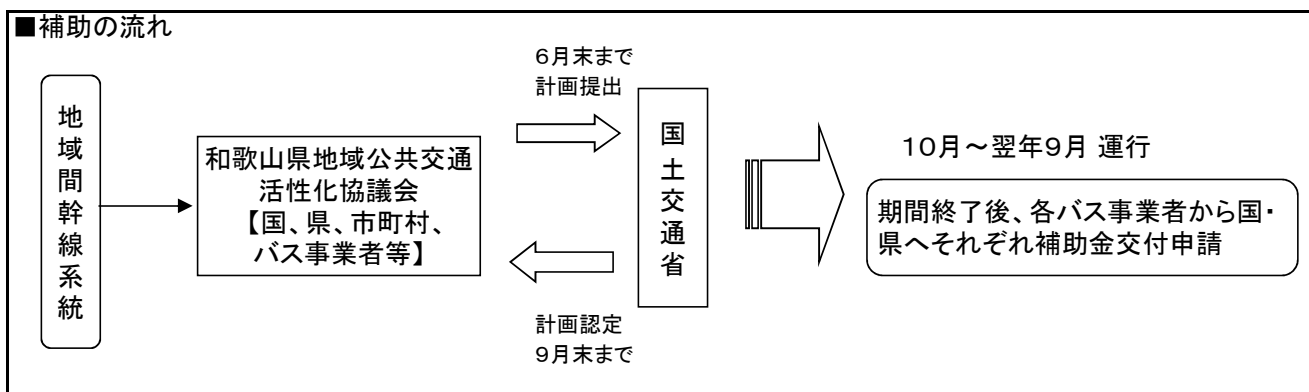 ■補助の流れ
地域間幹線系統
和歌山県地域公共交通
活性化協議会
【国、県、市町村、
バス事業者等】
６月末まで
計画提出
計画認定
９月末まで
国土交通省
１０月～翌年９月 運行
期間終了後、各バス事業者から国・
県へそれぞれ補助金交付申請